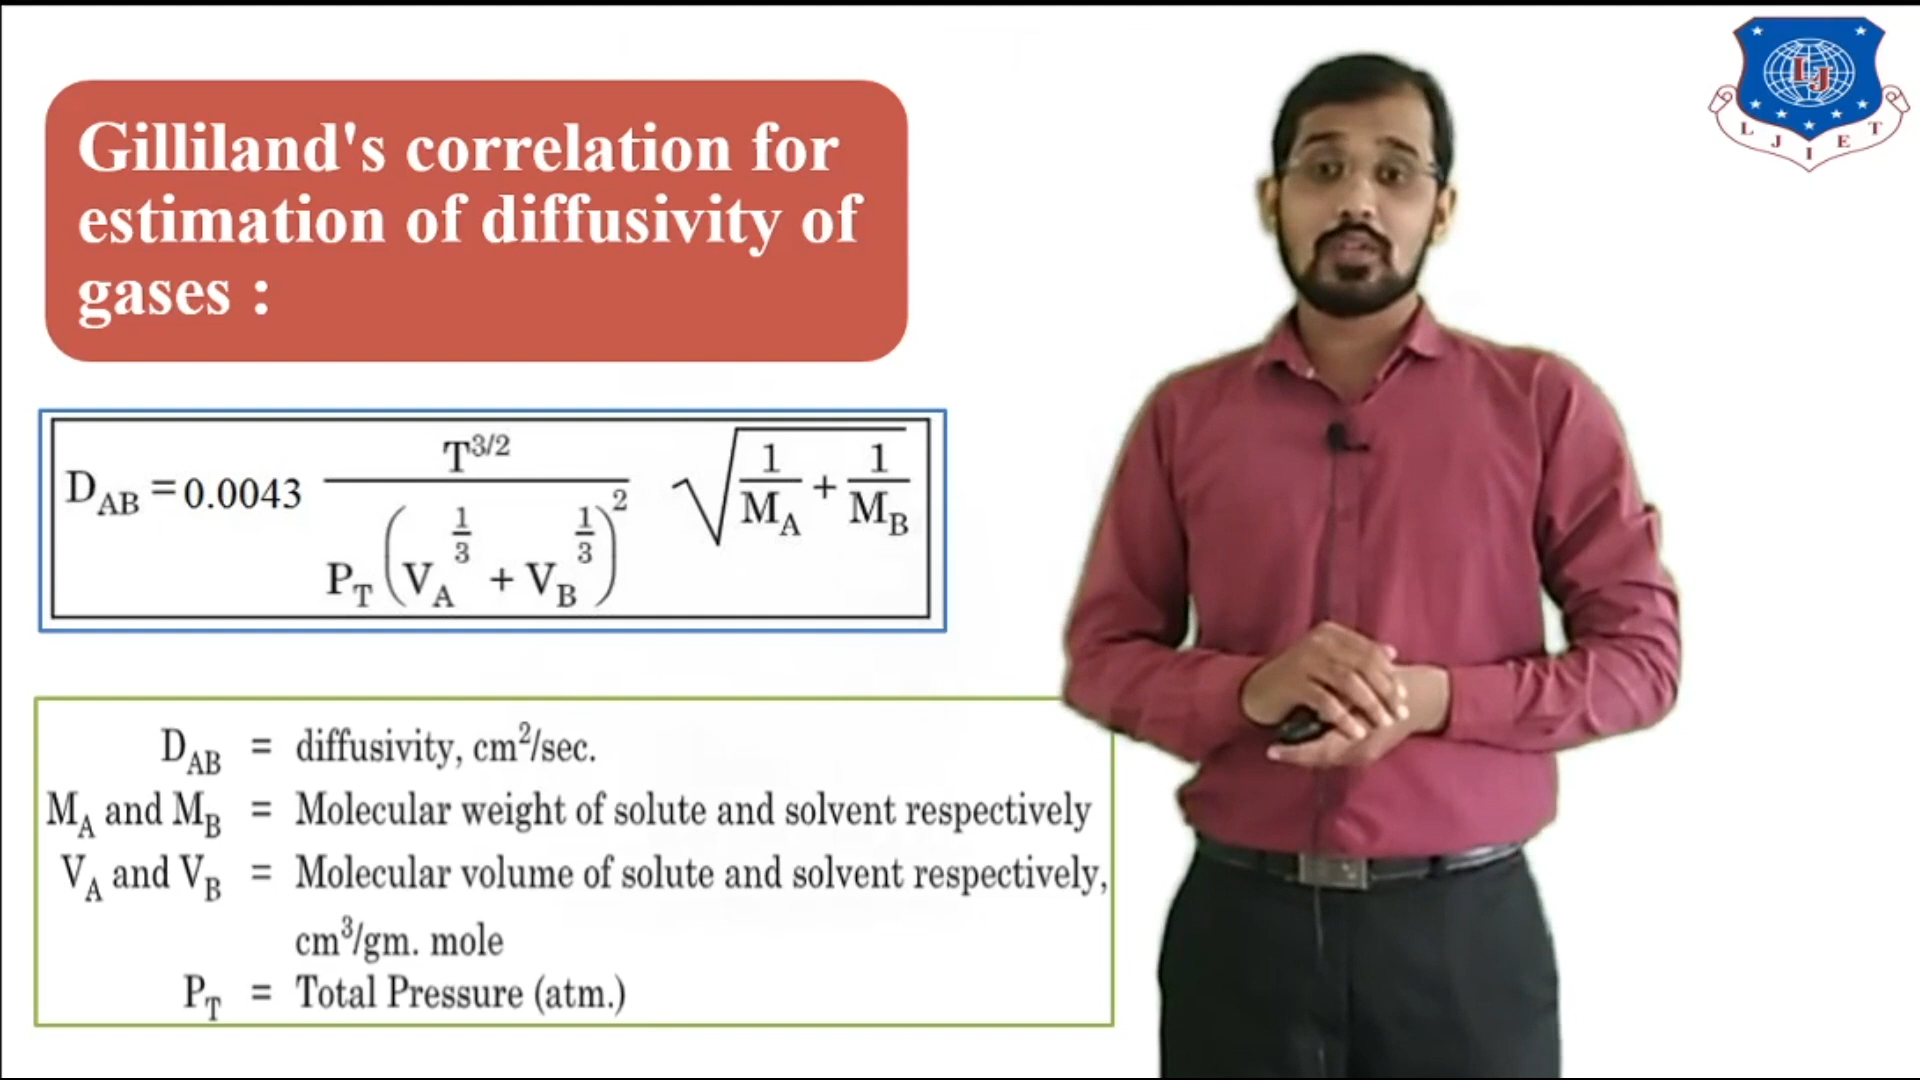 Gilliland's correlation for
estimation of diffusivity of
gases :
D_AB = 0.0043 T^3/2 / P_T (V_A^1/3 + V_B^1/3)^2 √(1/M_A + 1/M_B)
D_AB = diffusivity, cm²/sec.
M_A and M_B = Molecular weight of solute and solvent respectively
V_A and V_B = Molecular volume of solute and solvent respectively,
cm³/gm. mole
P_T = Total Pressure (atm.)
LJ
L J I E T